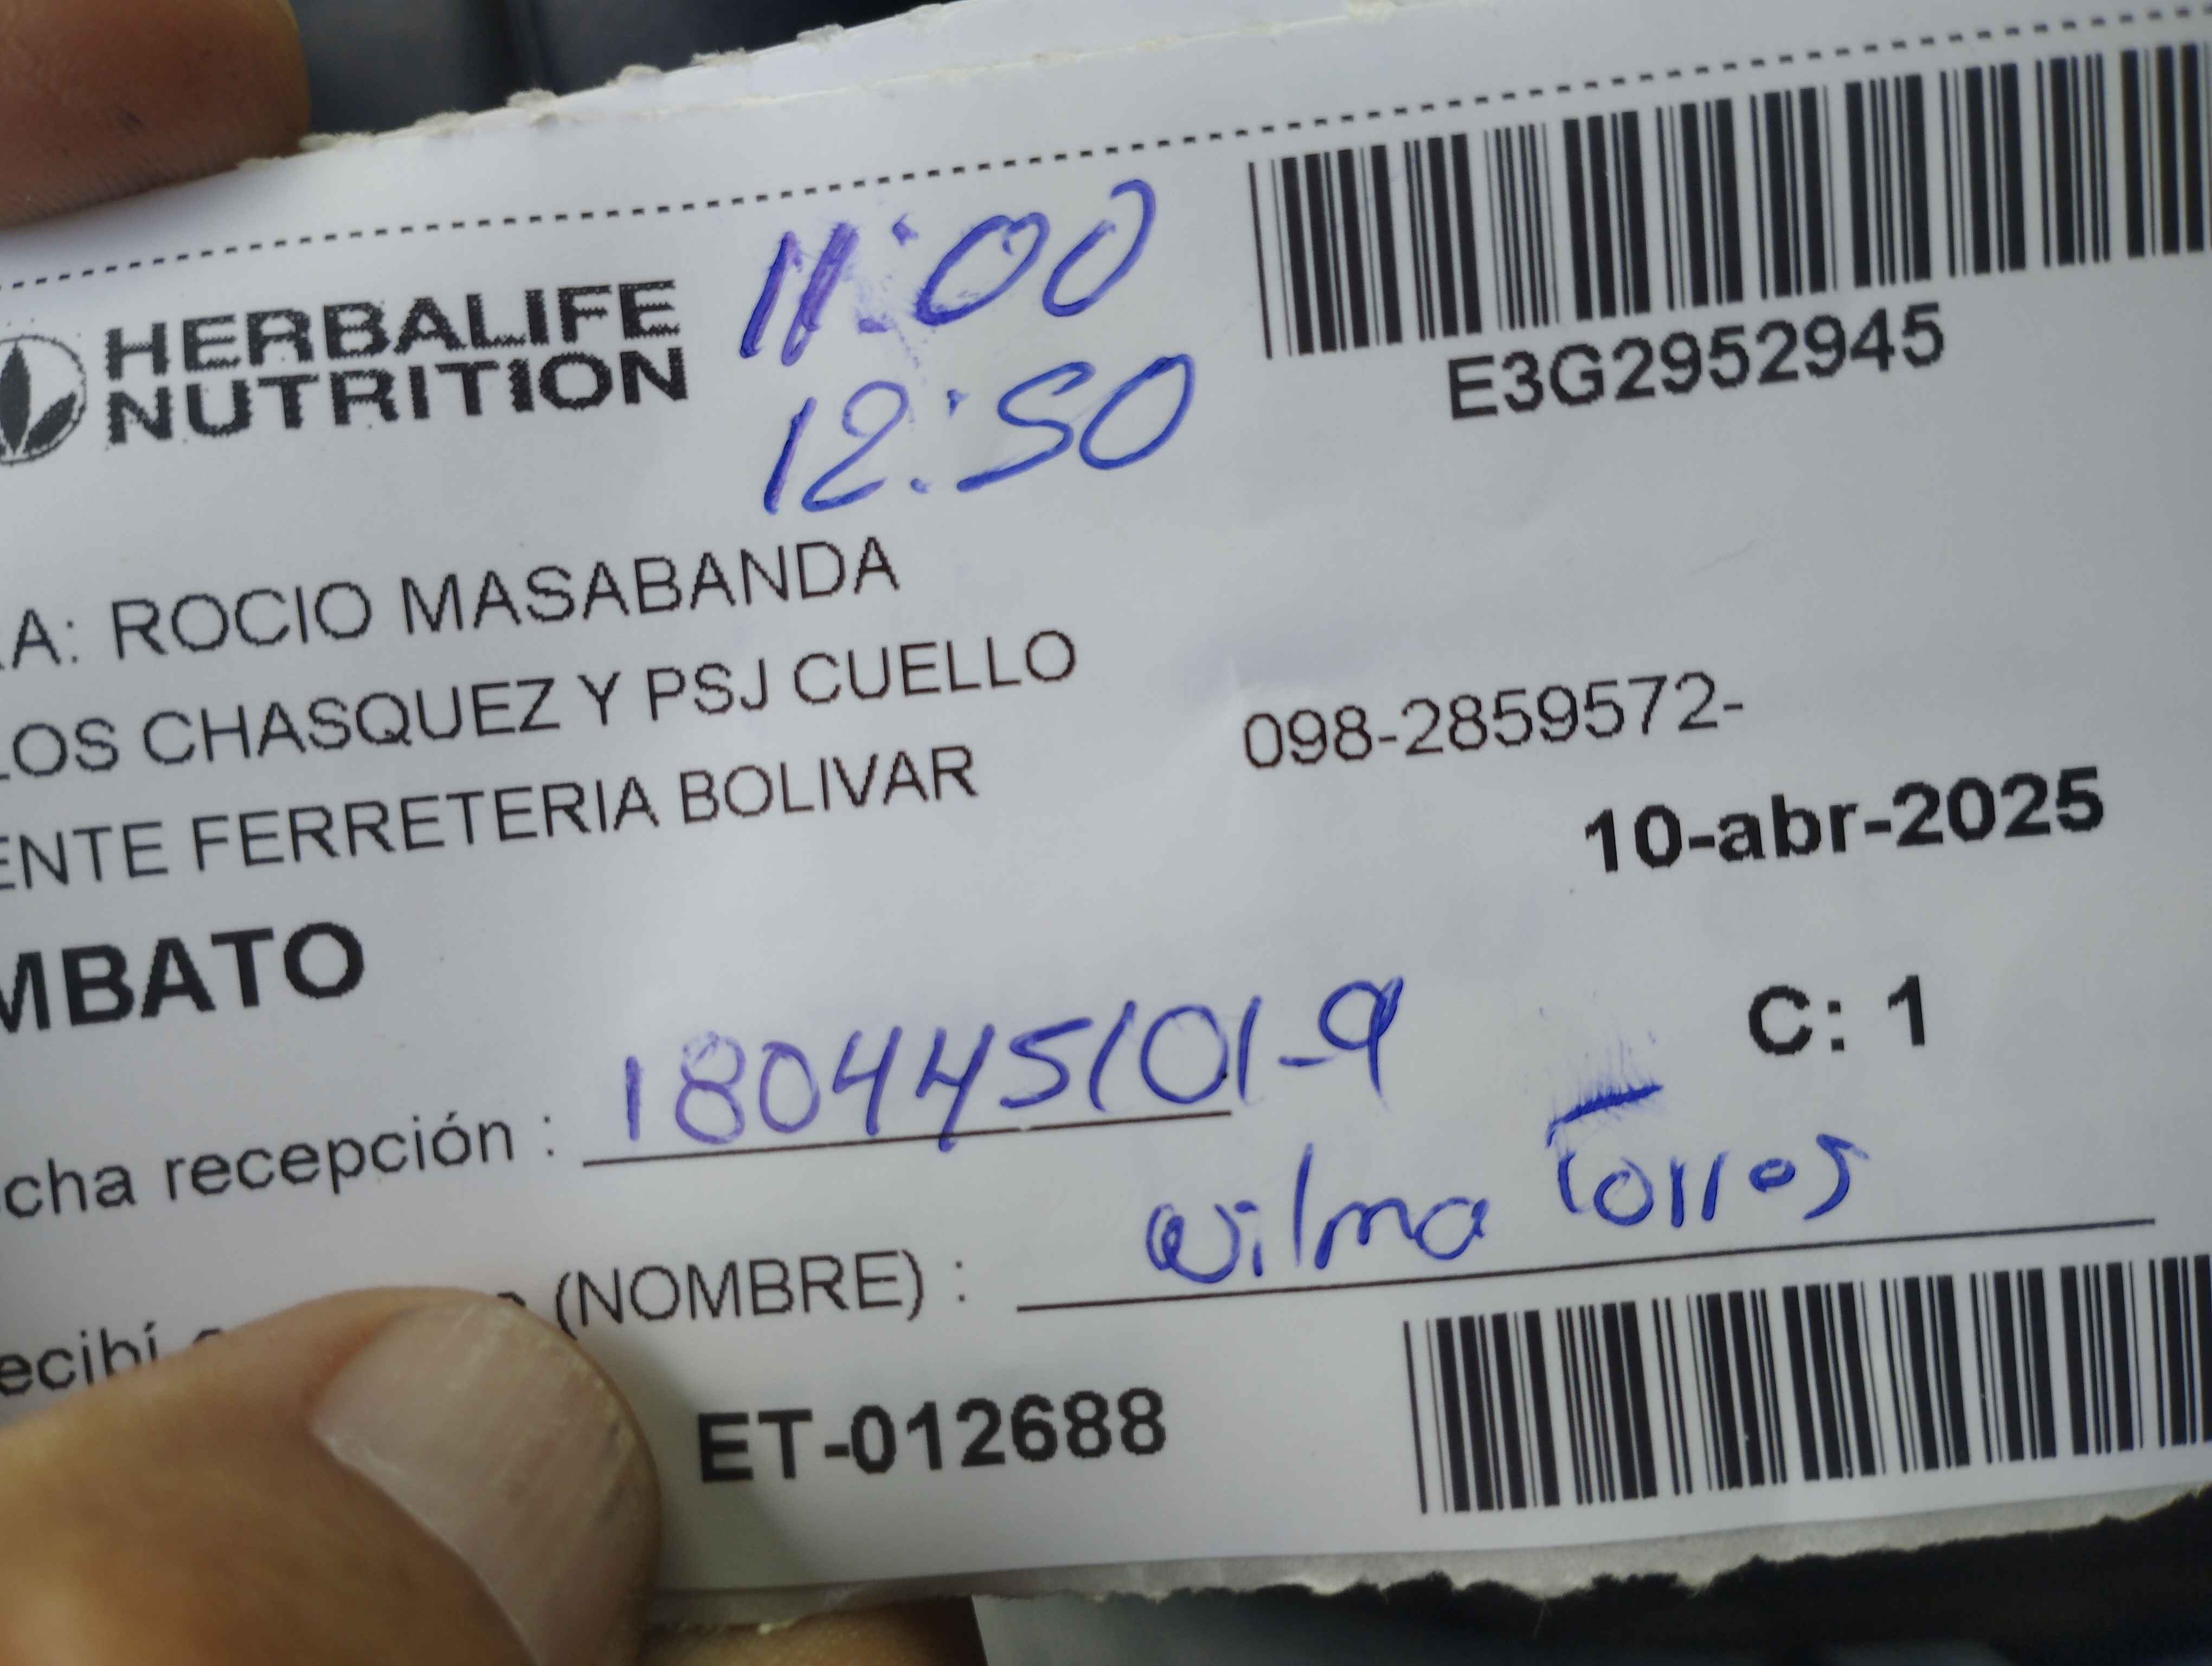 HERBALIFE
NUTRITION
11:00
12:50
E3G2952945
A: ROCIO MASABANDA
LOS CHASQUEZ Y PSJ CUELLO
098-2859572-
ENTE FERRETERIA BOLIVAR
10-abr-2025
MBATO
C: 1
cha recepción : 180445101-9
ecibí (NOMBRE) : wilma Torres
ET-012688